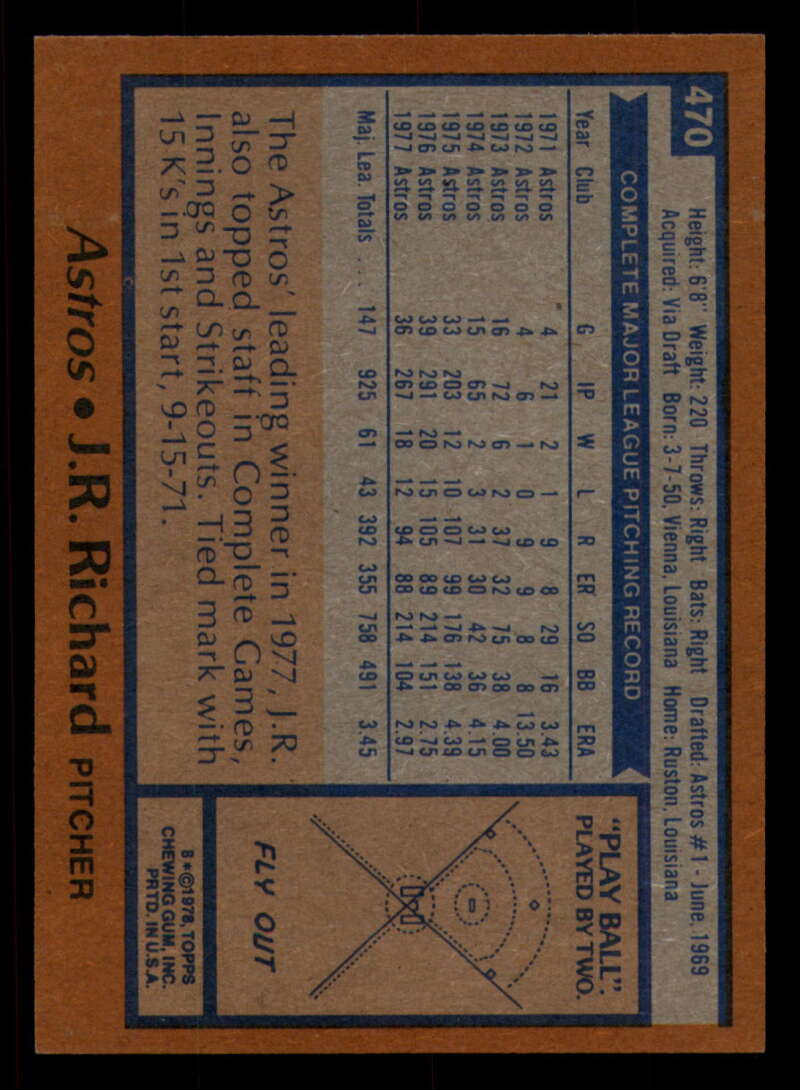 470
Height: 6'8" Weight: 220 Throws: Right Bats: Right Drafted: Astros #1 - June, 1969
Acquired: Via Draft Born: 3-7-50, Vienna, Louisiana Home: Ruston, Louisiana
COMPLETE MAJOR LEAGUE PITCHING RECORD
Year Club G IP W L R ER SO BB ERA
1971 Astros 4 21 2 1 9 8 29 16 3.43
1972 Astros 4 6 1 0 9 9 8 8 13.50
1973 Astros 16 72 6 2 37 32 75 38 4.00
1974 Astros 15 65 2 3 31 30 42 36 4.15
1975 Astros 33 203 12 10 107 99 176 138 4.39
1976 Astros 39 291 20 15 105 89 214 151 2.75
1977 Astros 36 267 18 12 94 88 214 104 2.97
Maj. Lea. Totals . . . 147 925 61 43 392 355 758 491 3.45
The Astros' leading winner in 1977, J.R.
also topped staff in Complete Games,
Innings and Strikeouts. Tied mark with
15 K's in 1st start, 9-15-71.
"PLAY BALL".
PLAYED BY TWO.
FLY OUT
B*©1978, TOPPS
CHEWING GUM, INC.
PRTD. IN U.S.A.
Astros • J.R. Richard PITCHER